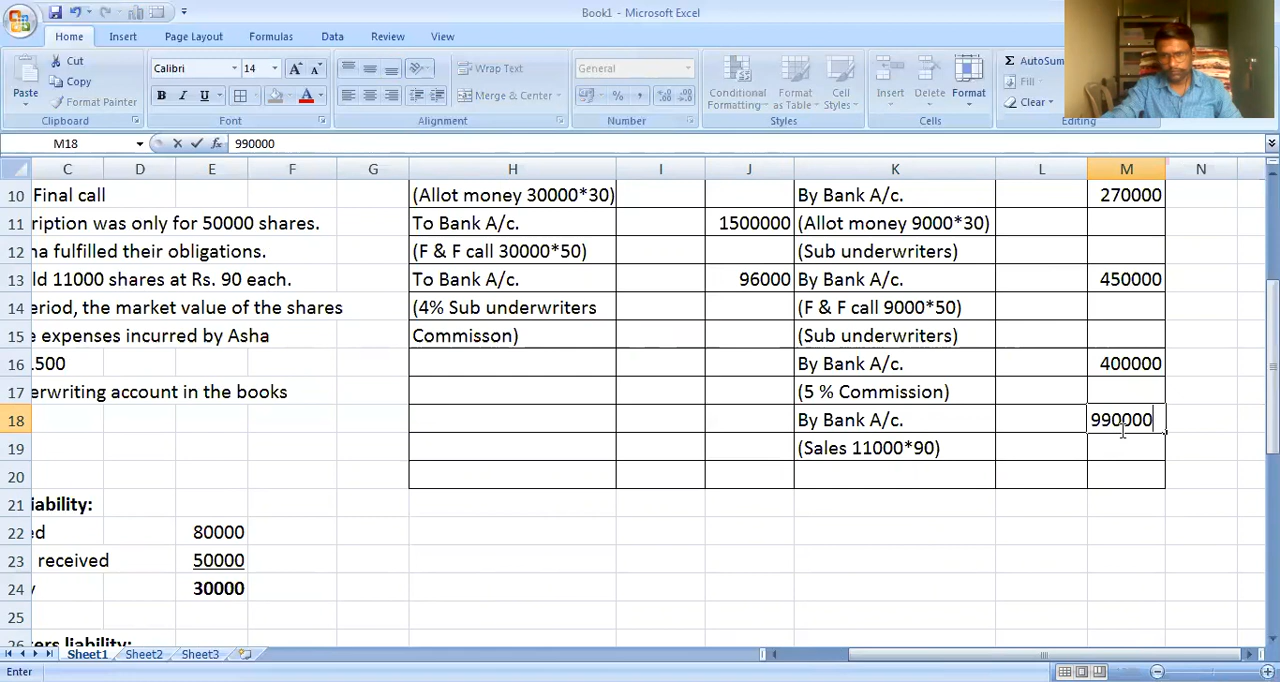 Book1 - Microsoft Excel
Home Insert Page Layout Formulas Data Review View
Paste Cut Copy Format Painter
Clipboard
Calibri 14
B I U
Font
Wrap Text
Merge & Center
Alignment
General
Number
Conditional Formatting Format as Table Cell Styles
Styles
Insert Delete Format
Cells
Σ AutoSum
Fill
Clear
Editing
M18 fx 990000
C D E F G H I J K L M N
10 Final call (Allot money 30000*30) By Bank A/c. 270000
11 ription was only for 50000 shares. To Bank A/c. 1500000 (Allot money 9000*30)
12 na fulfilled their obligations. (F & F call 30000*50) (Sub underwriters)
13 ld 11000 shares at Rs. 90 each. To Bank A/c. 96000 By Bank A/c. 450000
14 eriod, the market value of the shares (4% Sub underwriters (F & F call 9000*50)
15 e expenses incurred by Asha Commisson) (Sub underwriters)
16 .500 By Bank A/c. 400000
17 erwriting account in the books (5 % Commission)
18 By Bank A/c. 990000
19 (Sales 11000*90)
20
21 iability:
22 ed 80000
23 received 50000
24 y 30000
25
26 ers liability:
Sheet1 Sheet2 Sheet3
Enter